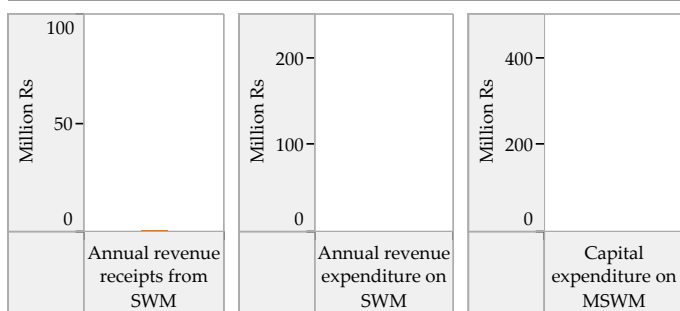 Million Rs
100
50
0
Annual revenue
receipts from
SWM
Million Rs
200
100
0
Annual revenue
expenditure on
SWM
Million Rs
400
200
0
Capital
expenditure on
MSWM